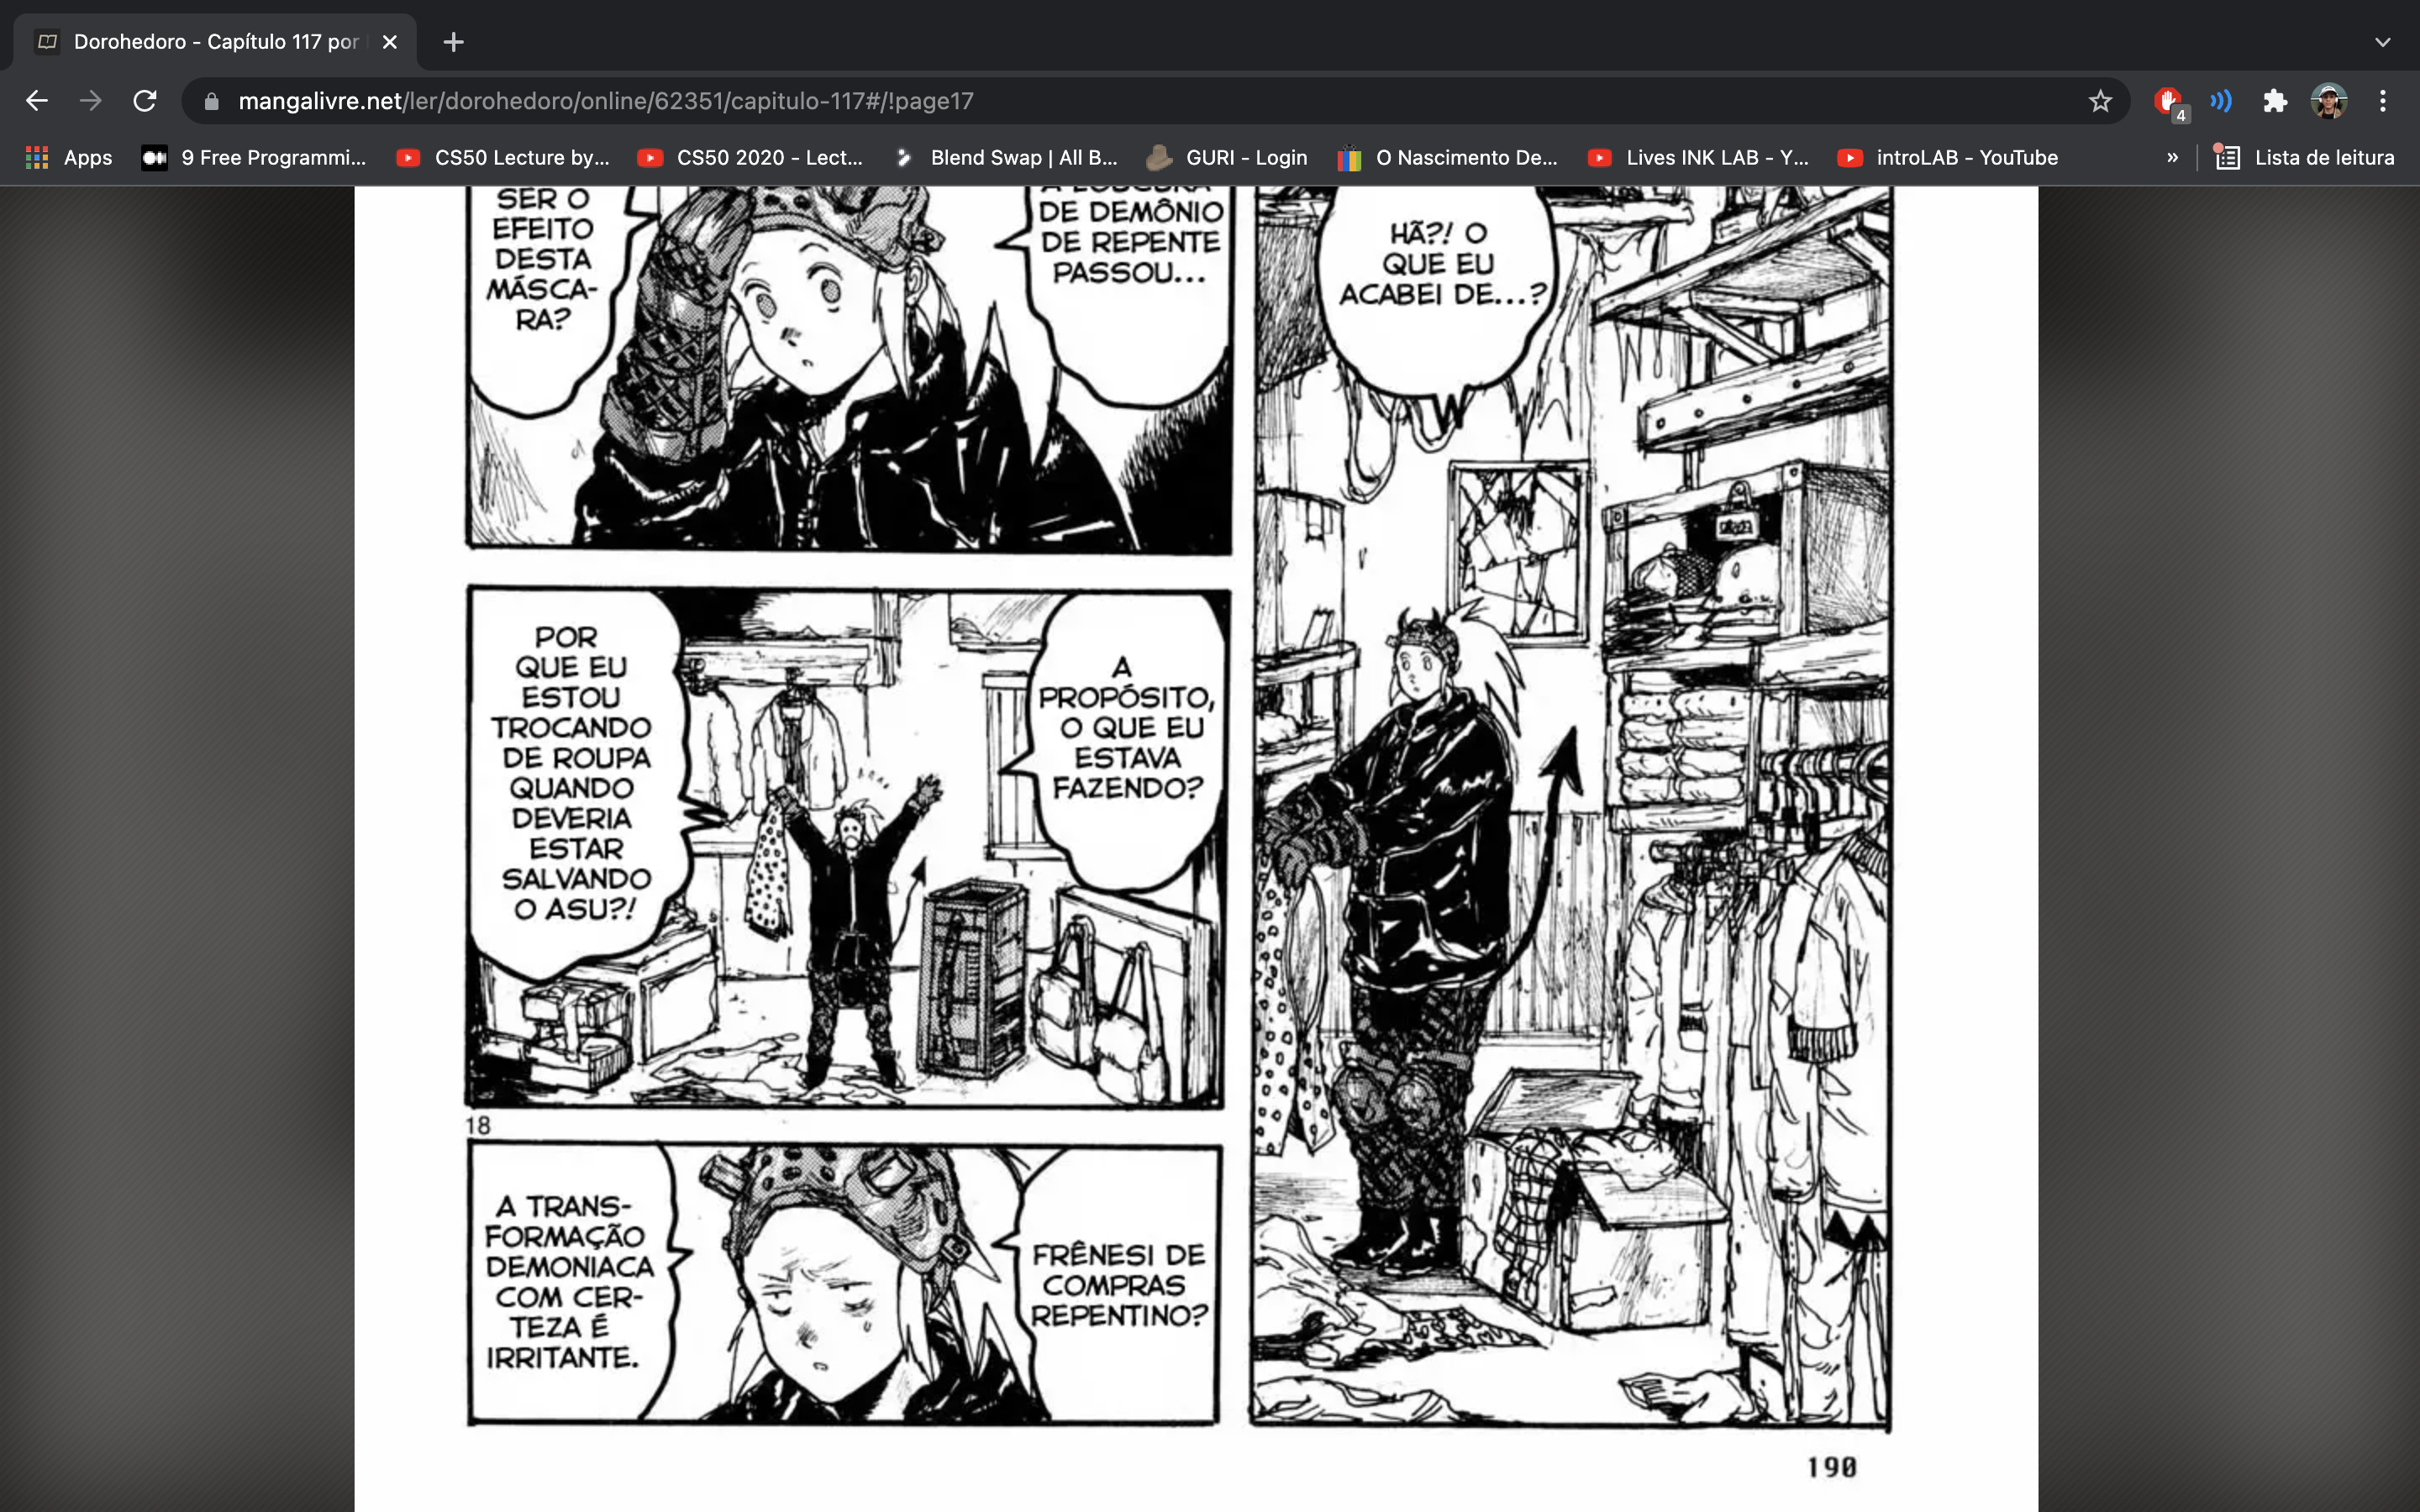 Dorohedoro - Capítulo 117 por
mangalivre.net/ler/dorohedoro/online/62351/capitulo-117#/!page17
4
Apps
9 Free Programmi...
CS50 Lecture by...
CS50 2020 - Lect...
Blend Swap | All B...
GURI - Login
O Nascimento De...
Lives INK LAB - Y...
introLAB - YouTube
»
Lista de leitura
HÃ?! O
QUE EU
ACABEI DE...?
DE DEMÔNIO
DE REPENTE
PASSOU...
SER O
EFEITO
DESTA
MÁSCA-
RA?
A
PROPÓSITO,
O QUE EU
ESTAVA
FAZENDO?
POR
QUE EU
ESTOU
TROCANDO
DE ROUPA
QUANDO
DEVERIA
ESTAR
SALVANDO
O ASU?!
18
FRÊNESI DE
COMPRAS
REPENTINO?
A TRANS-
FORMAÇÃO
DEMONIACA
COM CER-
TEZA É
IRRITANTE.
190